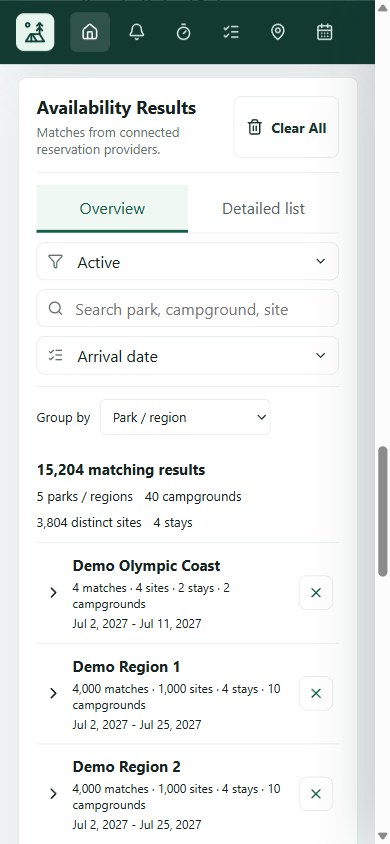 Availability Results
Matches from connected
reservation providers.
Clear All
Overview
Detailed list
Active
Search park, campground, site
Arrival date
Group by
Park / region
15,204 matching results
5 parks / regions 40 campgrounds
3,804 distinct sites 4 stays
Demo Olympic Coast
4 matches · 4 sites · 2 stays · 2
campgrounds
Jul 2, 2027 - Jul 11, 2027
Demo Region 1
4,000 matches · 1,000 sites · 4 stays · 10
campgrounds
Jul 2, 2027 - Jul 25, 2027
Demo Region 2
4,000 matches · 1,000 sites · 4 stays · 10
campgrounds
Jul 2, 2027 - Jul 25, 2027